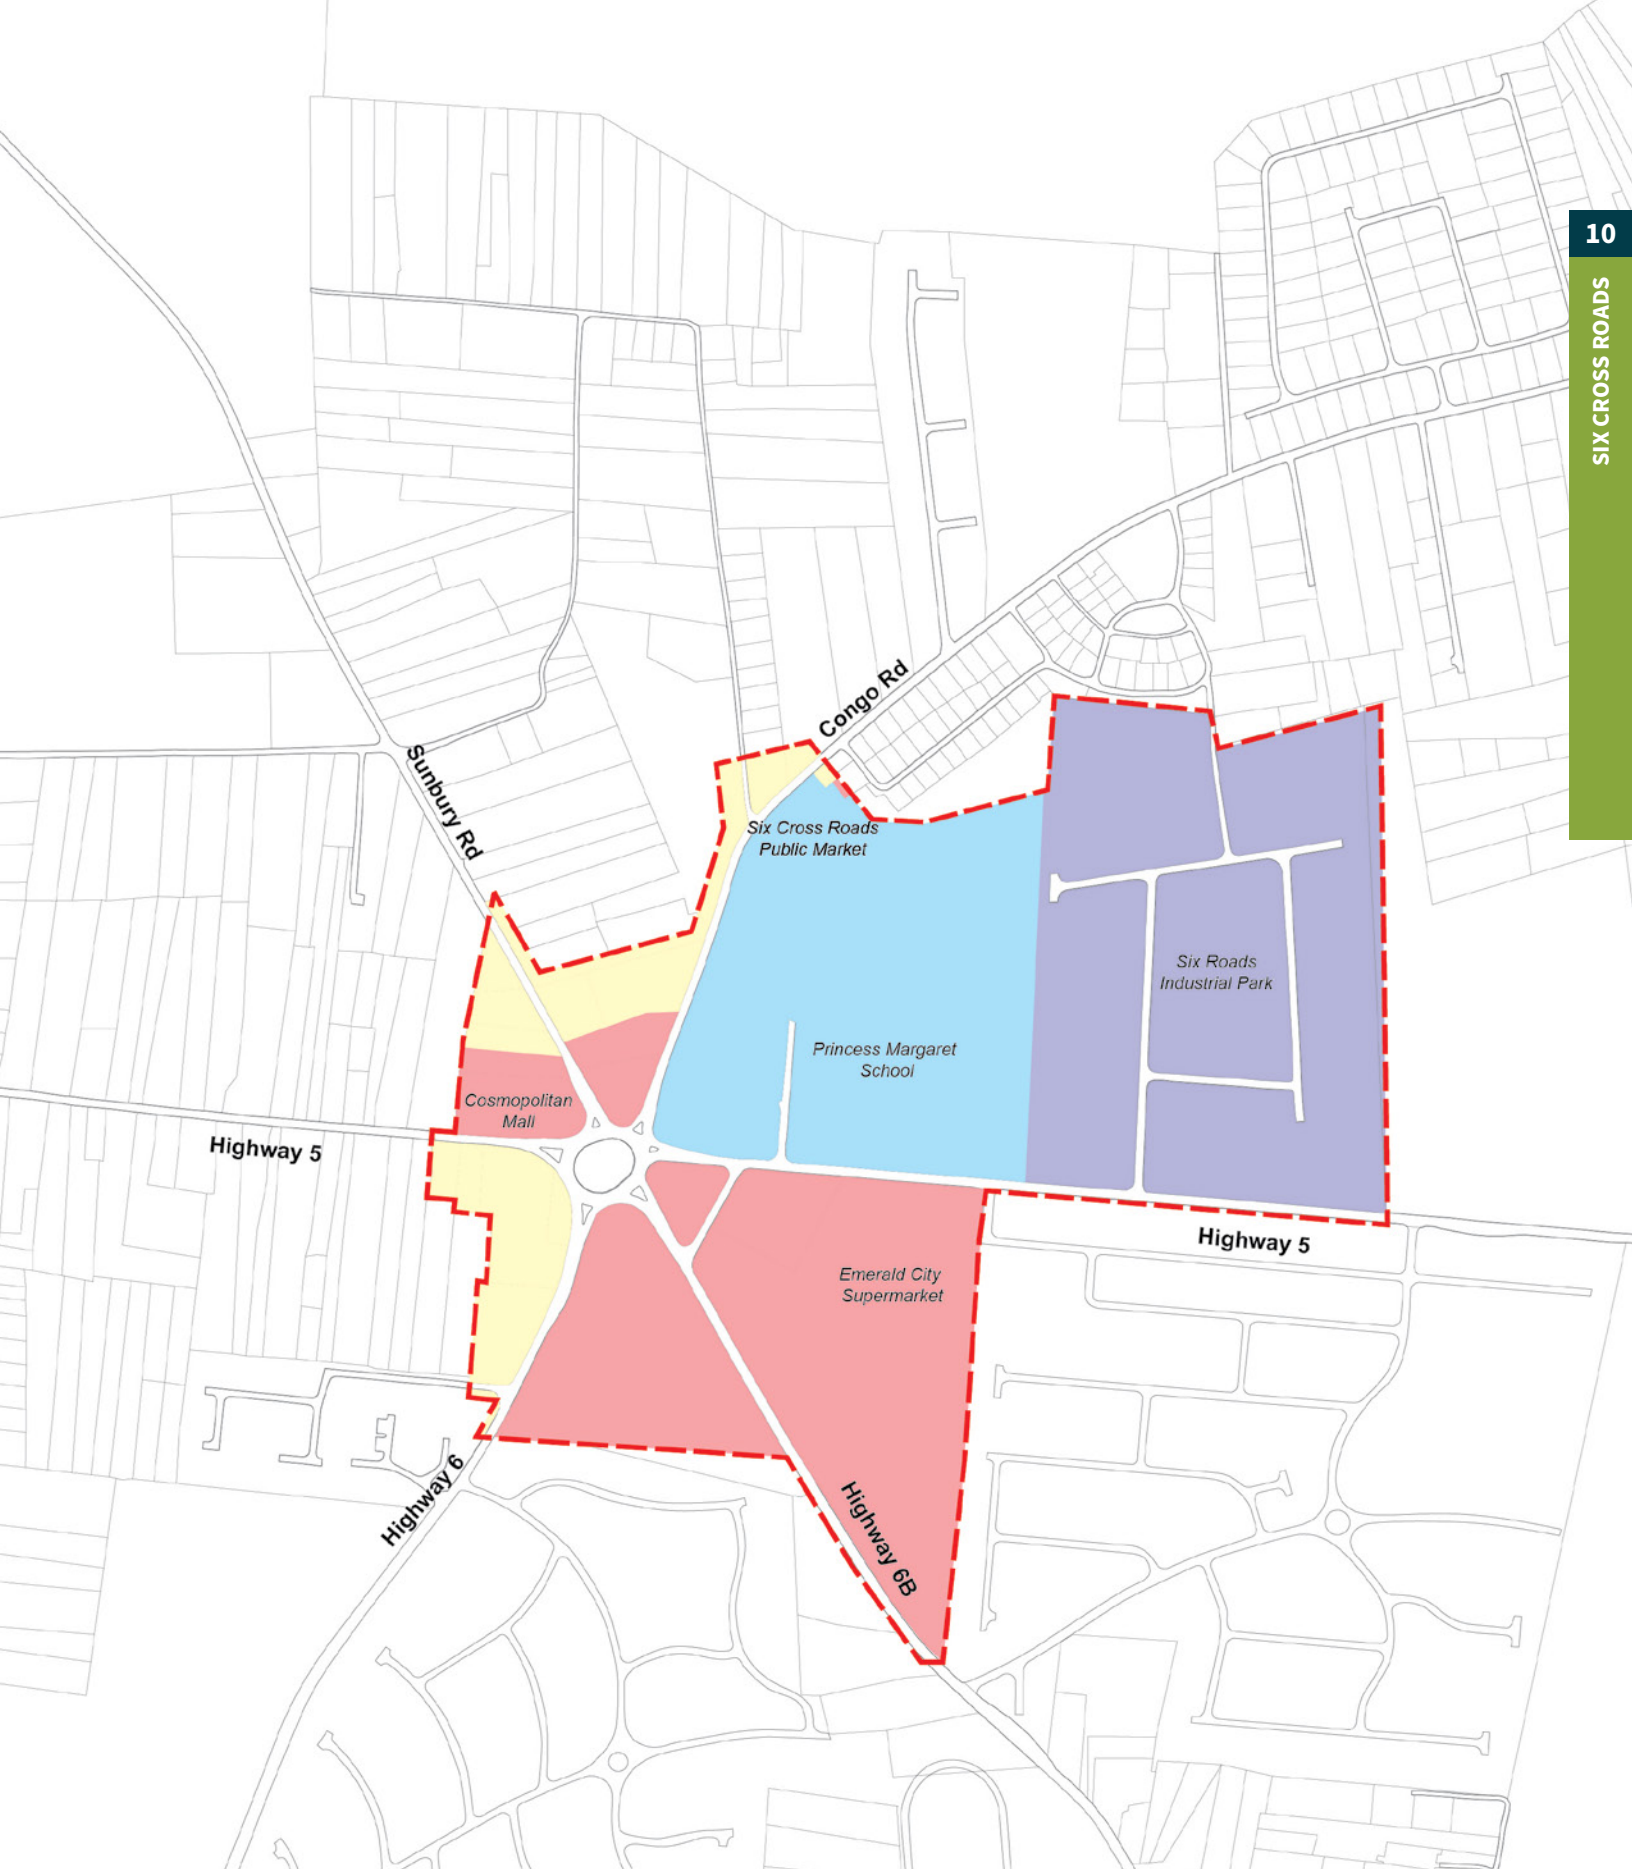 10
SIX CROSS ROADS
Congo Rd
Sunbury Rd
Six Cross Roads
Public Market
Six Roads
Industrial Park
Princess Margaret
School
Cosmopolitan
Mall
Highway 5
Highway 5
Emerald City
Supermarket
Highway 6
Highway 6B